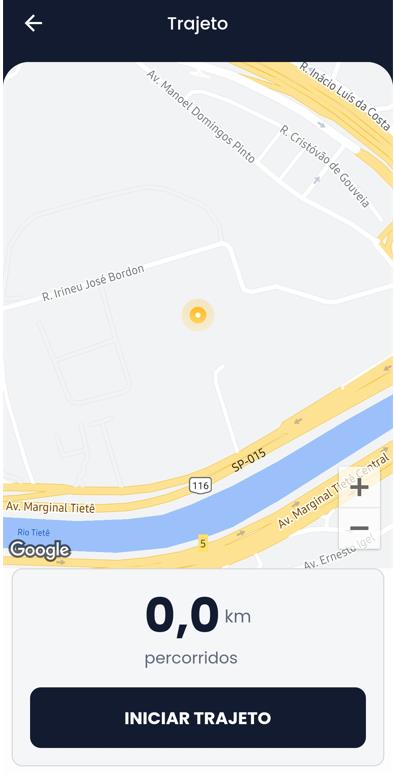 Trajeto
R. Inácio Luís da Costa
Av. Manoel Domingos Pinto
R. Cristóvão de Gouveia
R. Irineu José Bordon
SP-015
116
Av. Marginal Tietê
Av. Marginal Tietê Central
+
Rio Tietê
5
−
Google
Av. Ernesto Igel
0,0 km
percorridos
INICIAR TRAJETO